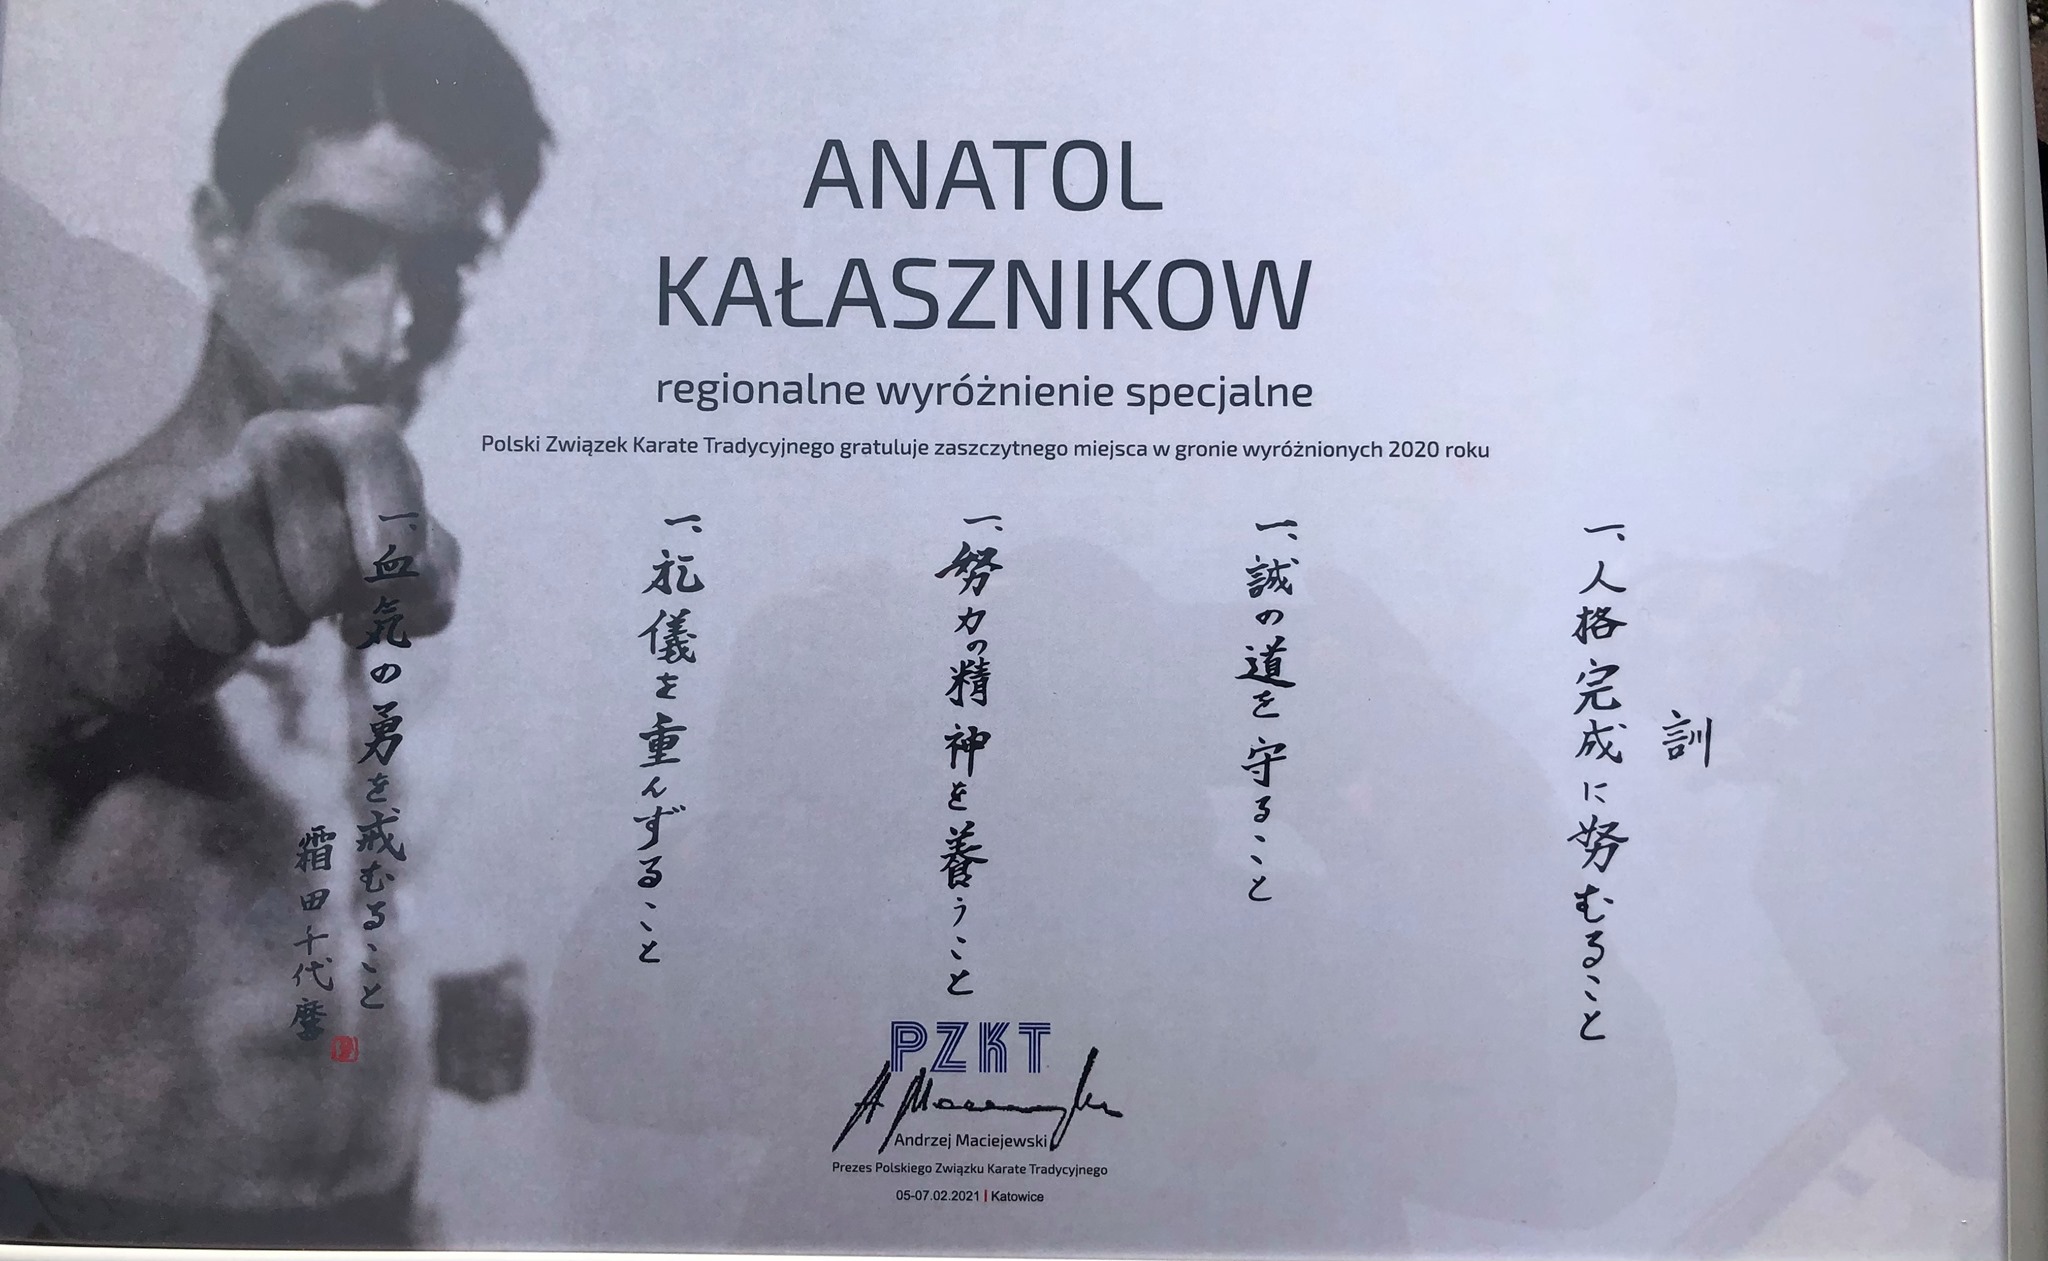 ANATOL
KAŁASZNIKOW
regionalne wyróżnienie specjalne
Polski Związek Karate Tradycyjnego gratuluje zaszczytnego miejsca w gronie wyróżnionych 2020 roku
訓
一、人格完成に努むること
一、誠の道を守ること
一、努力の精神を養うこと
一、礼儀を重んずること
一、血気の勇を戒むること
霜田十代麿
PZKT
A Maciejewski
Andrzej Maciejewski
Prezes Polskiego Związku Karate Tradycyjnego
05-07.02.2021 | Katowice